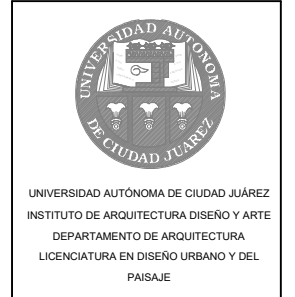 UNIVERSIDAD AUTONOMA
DE CIUDAD JUAREZ
UNIVERSIDAD AUTÓNOMA DE CIUDAD JUÁREZ
INSTITUTO DE ARQUITECTURA DISEÑO Y ARTE
DEPARTAMENTO DE ARQUITECTURA
LICENCIATURA EN DISEÑO URBANO Y DEL
PAISAJE